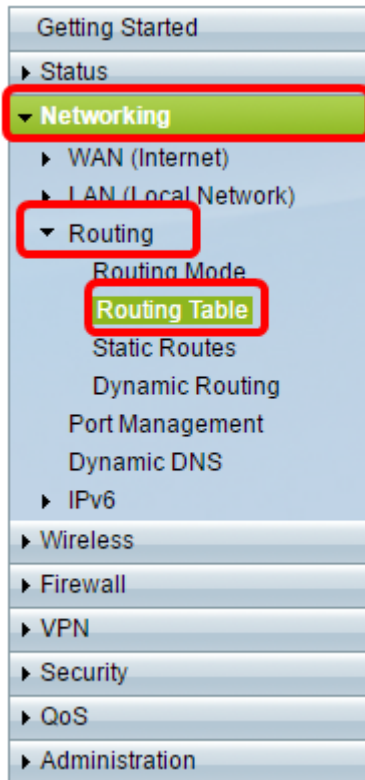 Getting Started
Status
Networking
WAN (Internet)
LAN (Local Network)
Routing
Routing Mode
Routing Table
Static Routes
Dynamic Routing
Port Management
Dynamic DNS
IPv6
Wireless
Firewall
VPN
Security
QoS
Administration